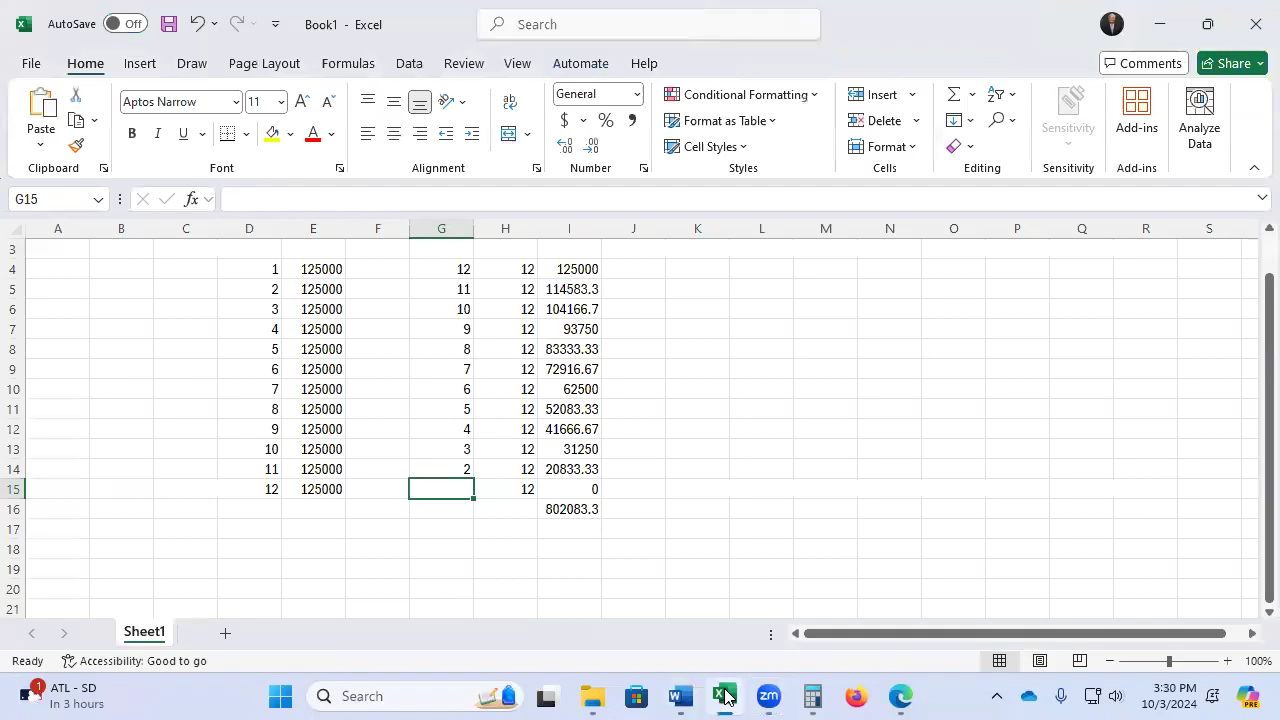 AutoSave Off Book1 - Excel Search
File Home Insert Draw Page Layout Formulas Data Review View Automate Help Comments Share
Paste Aptos Narrow 11 A A ab General Conditional Formatting Insert Sensitivity Add-ins Analyze Data
B I U A $ % , Format as Table Delete
Cell Styles Format
Clipboard Font Alignment Number Styles Cells Editing Sensitivity Add-ins
G15 fx
A B C D E F G H I J K L M N O P Q R S
3
4 1 125000 12 12 125000
5 2 125000 11 12 114583.3
6 3 125000 10 12 104166.7
7 4 125000 9 12 93750
8 5 125000 8 12 83333.33
9 6 125000 7 12 72916.67
10 7 125000 6 12 62500
11 8 125000 5 12 52083.33
12 9 125000 4 12 41666.67
13 10 125000 3 12 31250
14 11 125000 2 12 20833.33
15 12 125000 12 0
16 802083.3
17
18
19
20
21
Sheet1
Ready Accessibility: Good to go 100%
1 ATL - SD Search W zm PRE 3:30 PM
In 3 hours 10/3/2024